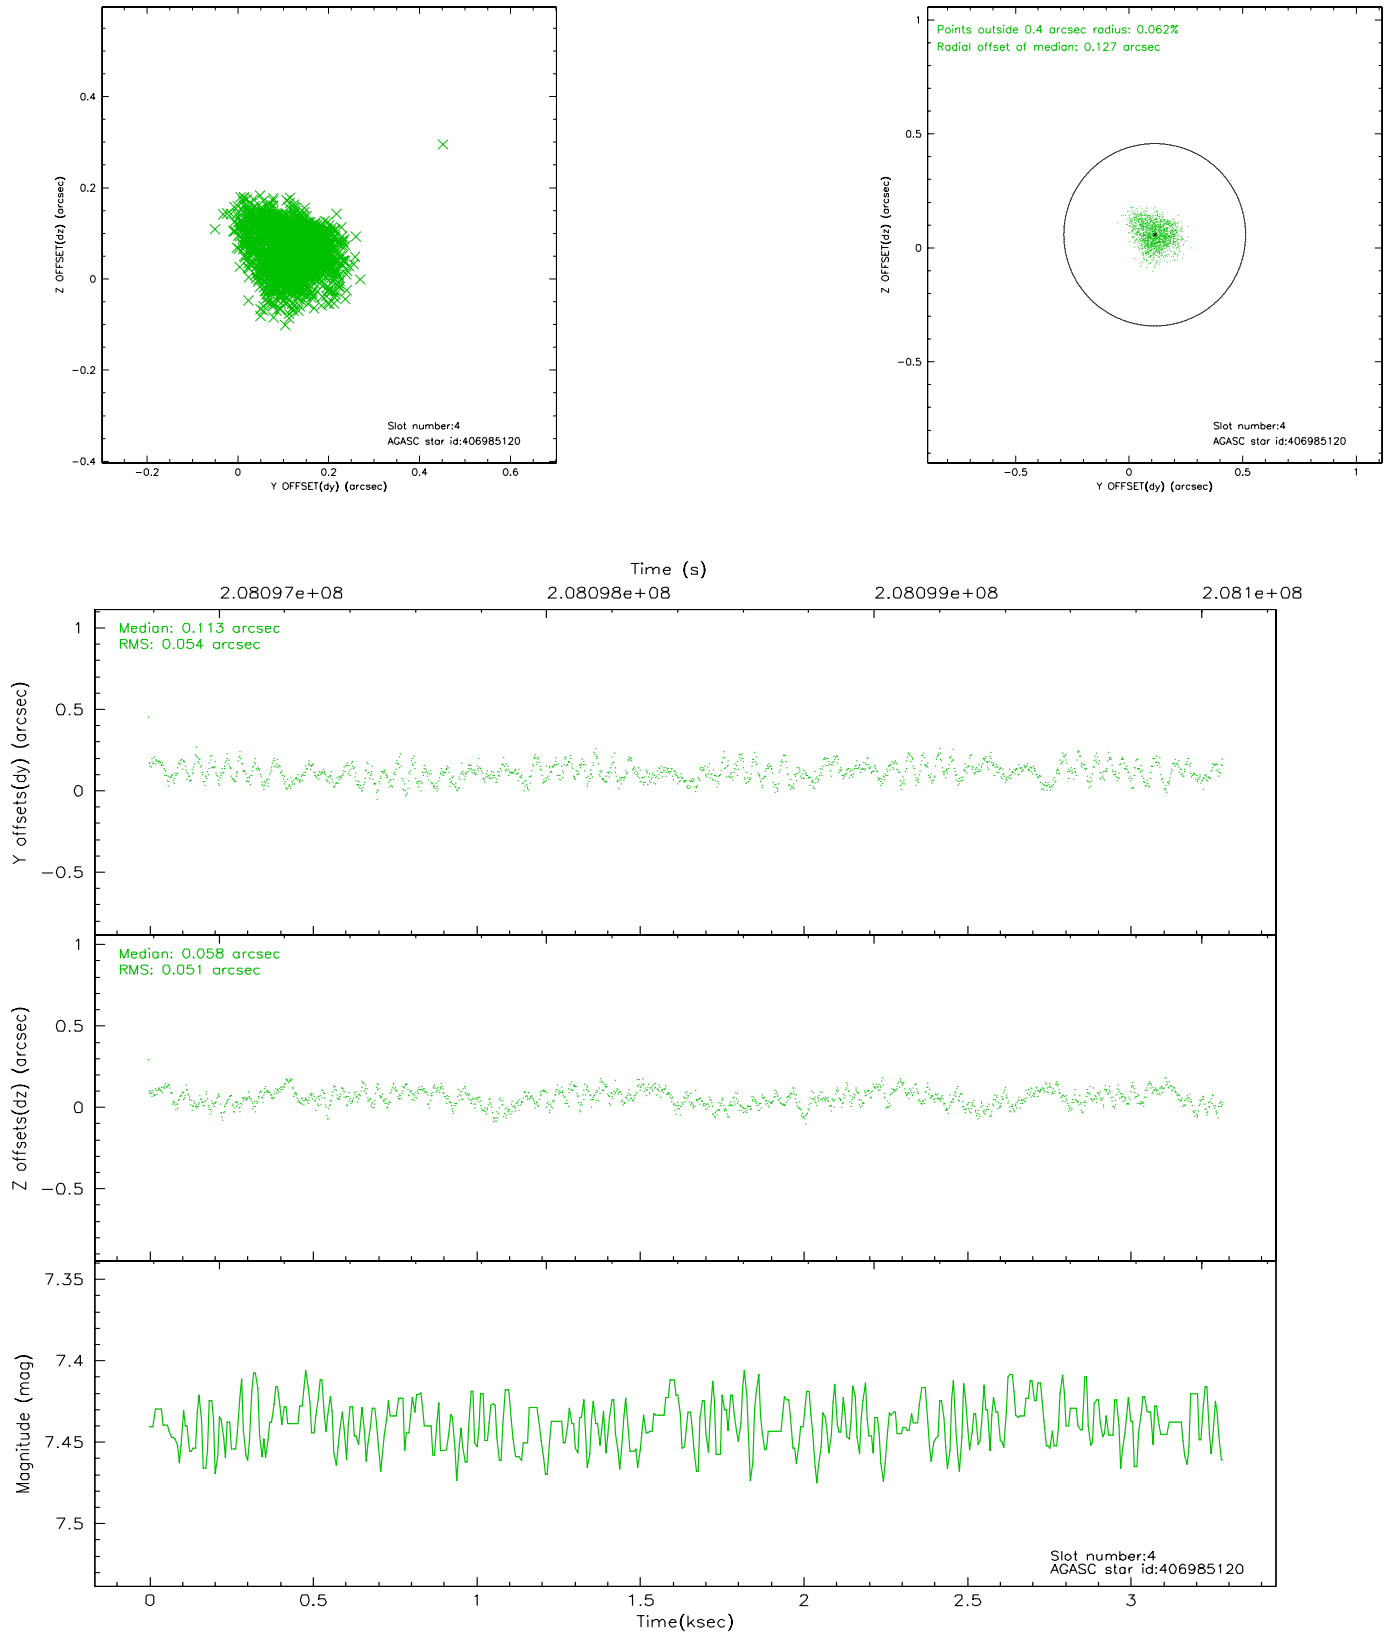 0.4
0.2
0
−0.2
−0.4
Z OFFSET(dz) (arcsec)
−0.2 0 0.2 0.4 0.6
Y OFFSET(dy) (arcsec)
Slot number:4
AGASC star id:406985120
Points outside 0.4 arcsec radius: 0.062%
Radial offset of median: 0.127 arcsec
1
0.5
0
−0.5
Z OFFSET(dz) (arcsec)
−0.5 0 0.5 1
Y OFFSET(dy) (arcsec)
Slot number:4
AGASC star id:406985120
Time (s)
2.08097e+08 2.08098e+08 2.08099e+08 2.081e+08
Median: 0.113 arcsec
RMS: 0.054 arcsec
1
0.5
0
−0.5
Y offsets(dy) (arcsec)
Median: 0.058 arcsec
RMS: 0.051 arcsec
1
0.5
0
−0.5
Z offsets(dz) (arcsec)
7.35
7.4
7.45
7.5
Magnitude (mag)
Slot number:4
AGASC star id:406985120
0 0.5 1 1.5 2 2.5 3
Time(ksec)